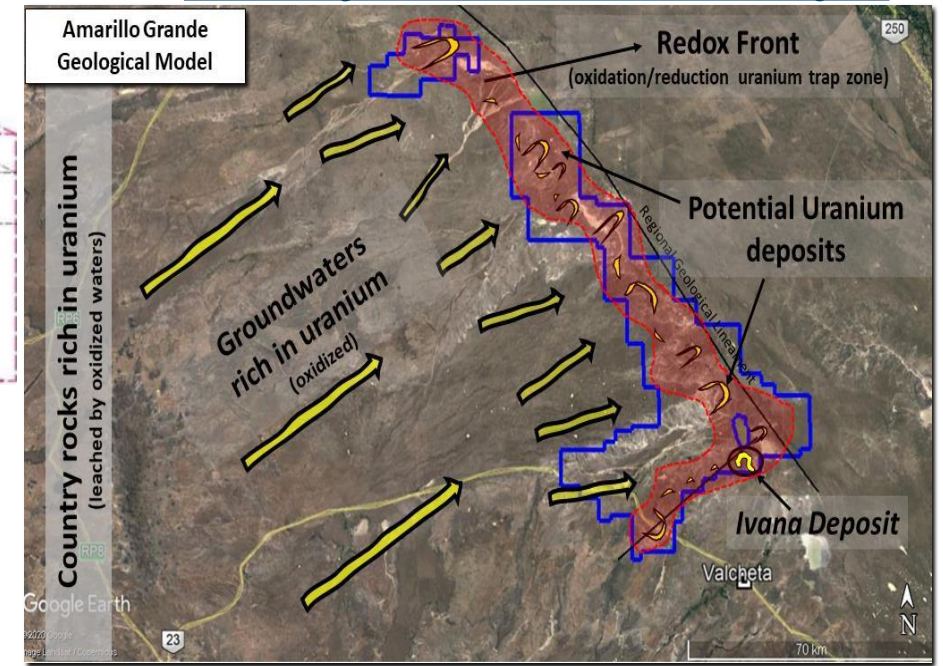 Amarillo Grande
Geological Model
250
Redox Front
(oxidation/reduction uranium trap zone)
Country rocks rich in uranium
(leached by oxidized waters)
Groundwaters
rich in uranium
(oxidized)
Potential Uranium
deposits
Regional Geological Lineament
Ivana Deposit
Valcheta
RP8
Google Earth
23
N
70 km